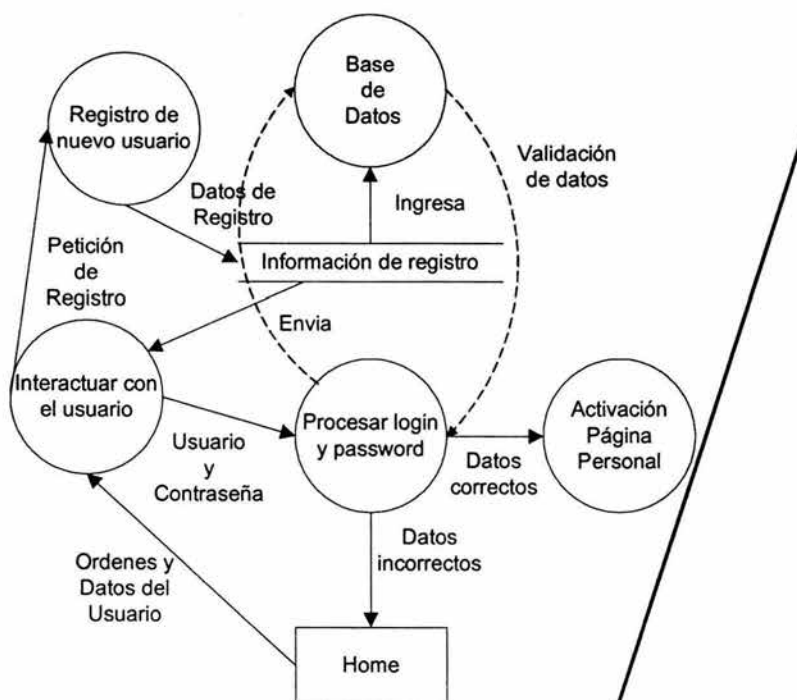 Base
de
Datos
Registro de
nuevo usuario
Validación
de datos
Datos de
Registro
Ingresa
Petición
de
Registro
Información de registro
Envia
Interactuar con
el usuario
Procesar login
y password
Activación
Página
Personal
Usuario
y
Contraseña
Datos
correctos
Datos
incorrectos
Ordenes y
Datos del
Usuario
Home